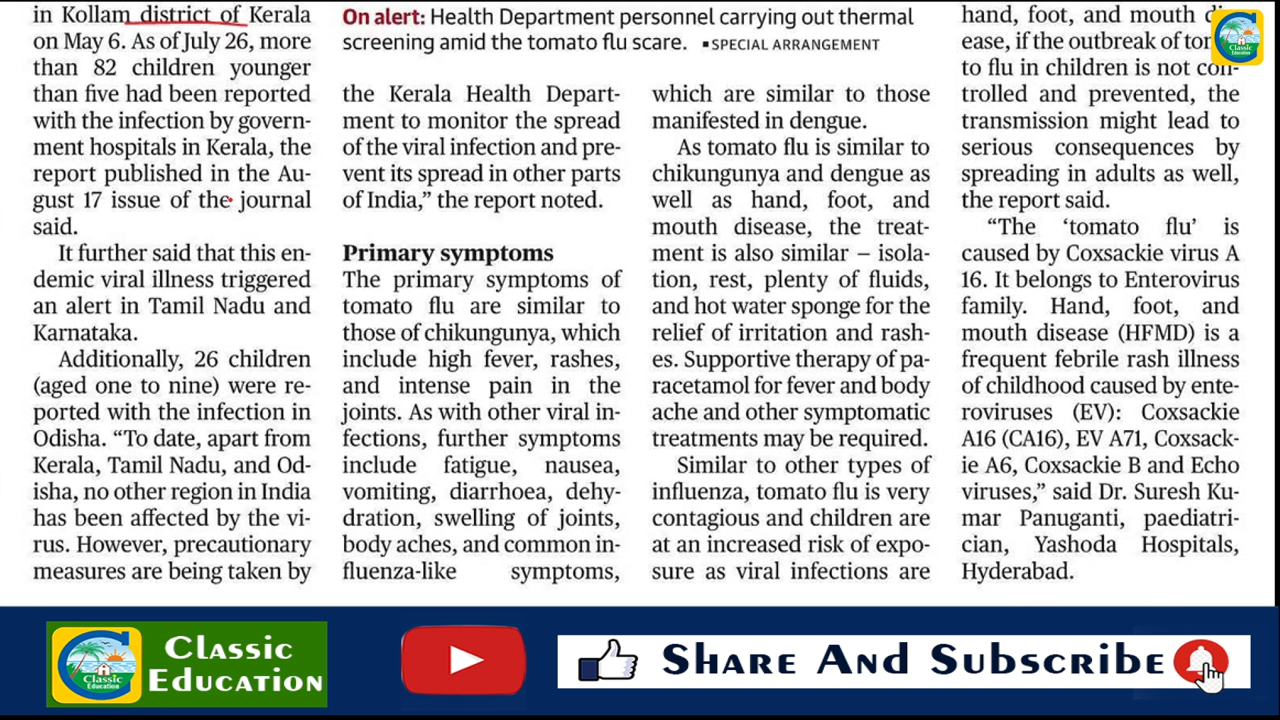 in Kollam district of Kerala
on May 6. As of July 26, more
than 82 children younger
than five had been reported
with the infection by govern-
ment hospitals in Kerala, the
report published in the Au-
gust 17 issue of the journal
said.
It further said that this en-
demic viral illness triggered
an alert in Tamil Nadu and
Karnataka.
Additionally, 26 children
(aged one to nine) were re-
ported with the infection in
Odisha. “To date, apart from
Kerala, Tamil Nadu, and Od-
isha, no other region in India
has been affected by the vi-
rus. However, precautionary
measures are being taken by
On alert: Health Department personnel carrying out thermal
screening amid the tomato flu scare. ▪SPECIAL ARRANGEMENT
the Kerala Health Depart-
ment to monitor the spread
of the viral infection and pre-
vent its spread in other parts
of India,” the report noted.
Primary symptoms
The primary symptoms of
tomato flu are similar to
those of chikungunya, which
include high fever, rashes,
and intense pain in the
joints. As with other viral in-
fections, further symptoms
include fatigue, nausea,
vomiting, diarrhoea, dehy-
dration, swelling of joints,
body aches, and common in-
fluenza-like symptoms,
which are similar to those
manifested in dengue.
As tomato flu is similar to
chikungunya and dengue as
well as hand, foot, and
mouth disease, the treat-
ment is also similar – isola-
tion, rest, plenty of fluids,
and hot water sponge for the
relief of irritation and rash-
es. Supportive therapy of pa-
racetamol for fever and body
ache and other symptomatic
treatments may be required.
Similar to other types of
influenza, tomato flu is very
contagious and children are
at an increased risk of expo-
sure as viral infections are
hand, foot, and mouth
ease, if the outbreak of
to flu in children is not con-
trolled and prevented, the
transmission might lead to
serious consequences by
spreading in adults as well,
the report said.
“The ‘tomato flu’ is
caused by Coxsackie virus A
16. It belongs to Enterovirus
family. Hand, foot, and
mouth disease (HFMD) is a
frequent febrile rash illness
of childhood caused by ente-
roviruses (EV): Coxsackie
A16 (CA16), EV A71, Coxsack-
ie A6, Coxsackie B and Echo
viruses,” said Dr. Suresh Ku-
mar Panuganti, paediatri-
cian, Yashoda Hospitals,
Hyderabad.
Classic
Education
Classic
Education
Classic
Education
Share And Subscribe